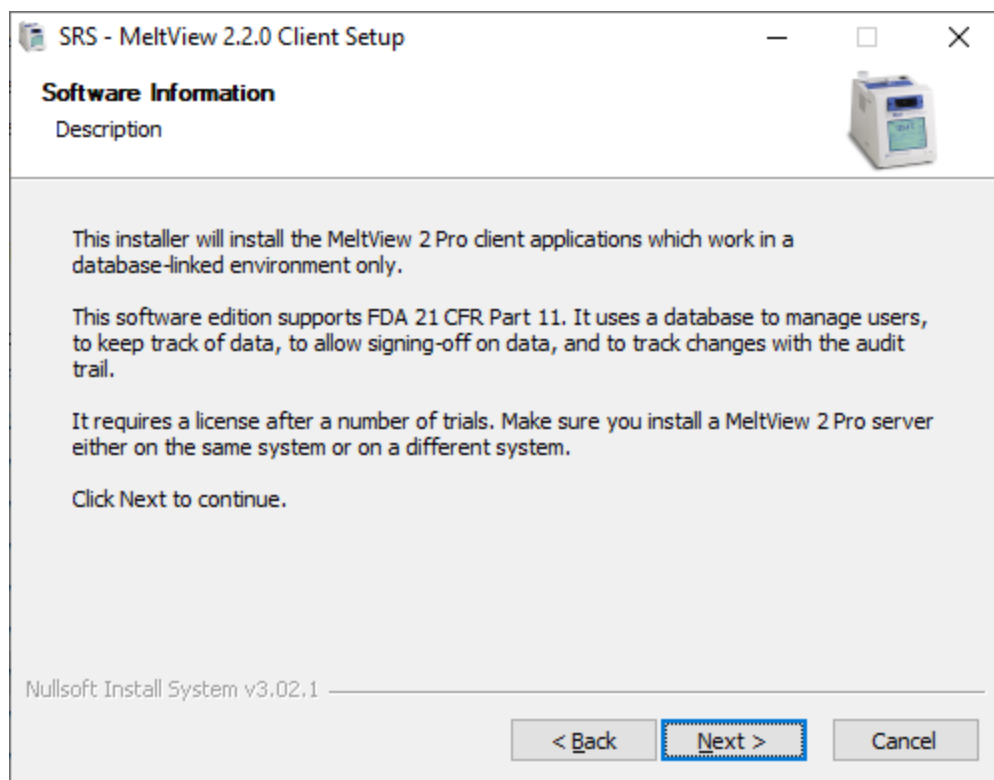 SRS - MeltView 2.2.0 Client Setup
Software Information
Description
This installer will install the MeltView 2 Pro client applications which work in a
database-linked environment only.
This software edition supports FDA 21 CFR Part 11. It uses a database to manage users,
to keep track of data, to allow signing-off on data, and to track changes with the audit
trail.
It requires a license after a number of trials. Make sure you install a MeltView 2 Pro server
either on the same system or on a different system.
Click Next to continue.
Nullsoft Install System v3.02.1
< Back
Next >
Cancel